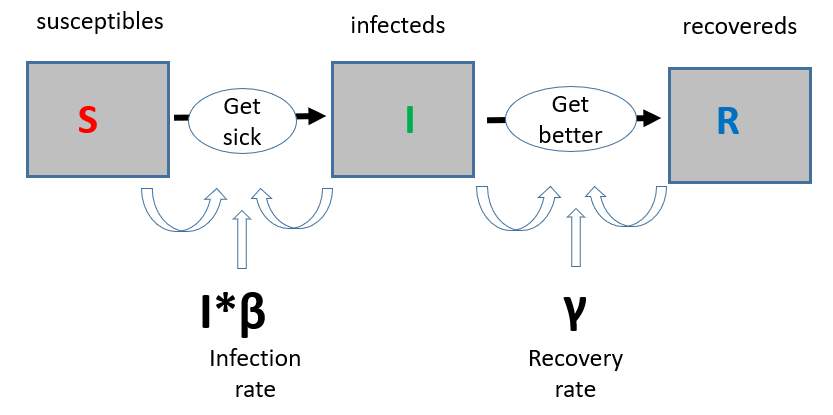 susceptibles
infecteds
recovereds
S
Get
sick
I
Get
better
R
I*β
Infection
rate
γ
Recovery
rate